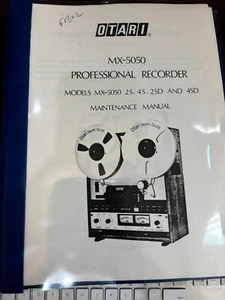 OTARI
MX-5050
PROFESSIONAL RECORDER
MODELS MX-5050 2S, 4S, 2SD AND 4SD
MAINTENANCE MANUAL